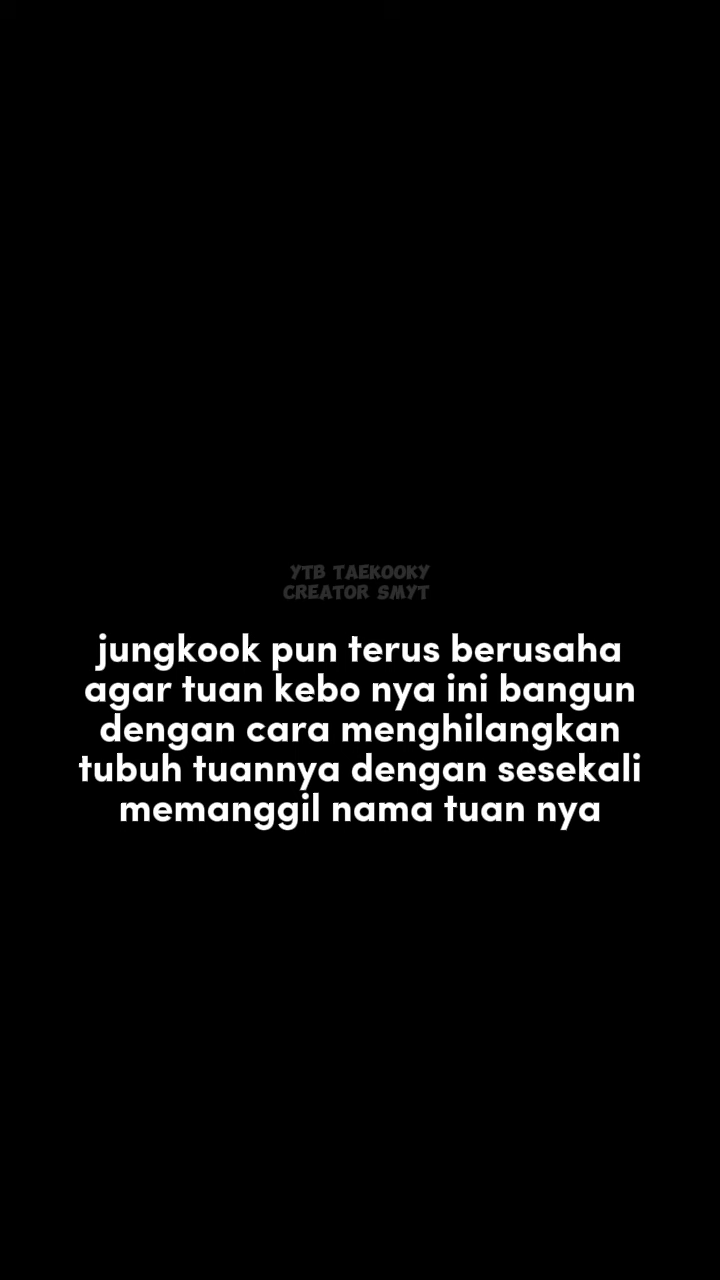 YTB TAEKOOKY
CREATOR SMYT
jungkook pun terus berusaha
agar tuan kebo nya ini bangun
dengan cara menghilangkan
tubuh tuannya dengan sesekali
memanggil nama tuan nya